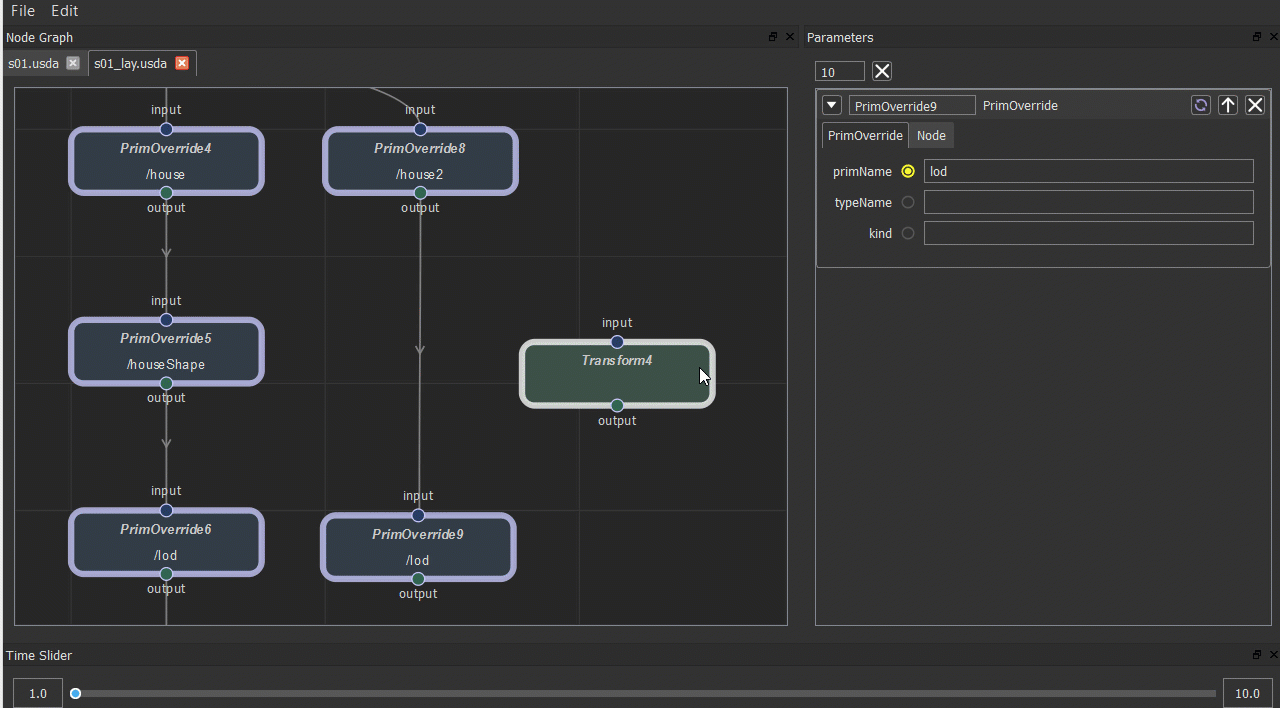 File Edit
Node Graph
s01.usda s01_lay.usda
input
PrimOverride4
/house
output
input
PrimOverride5
/houseShape
output
input
PrimOverride6
/lod
output
input
PrimOverride8
/house2
output
input
PrimOverride9
/lod
output
input
Transform4
output
Parameters
10
PrimOverride9 PrimOverride
PrimOverride Node
primName lod
typeName
kind
Time Slider
1.0 10.0